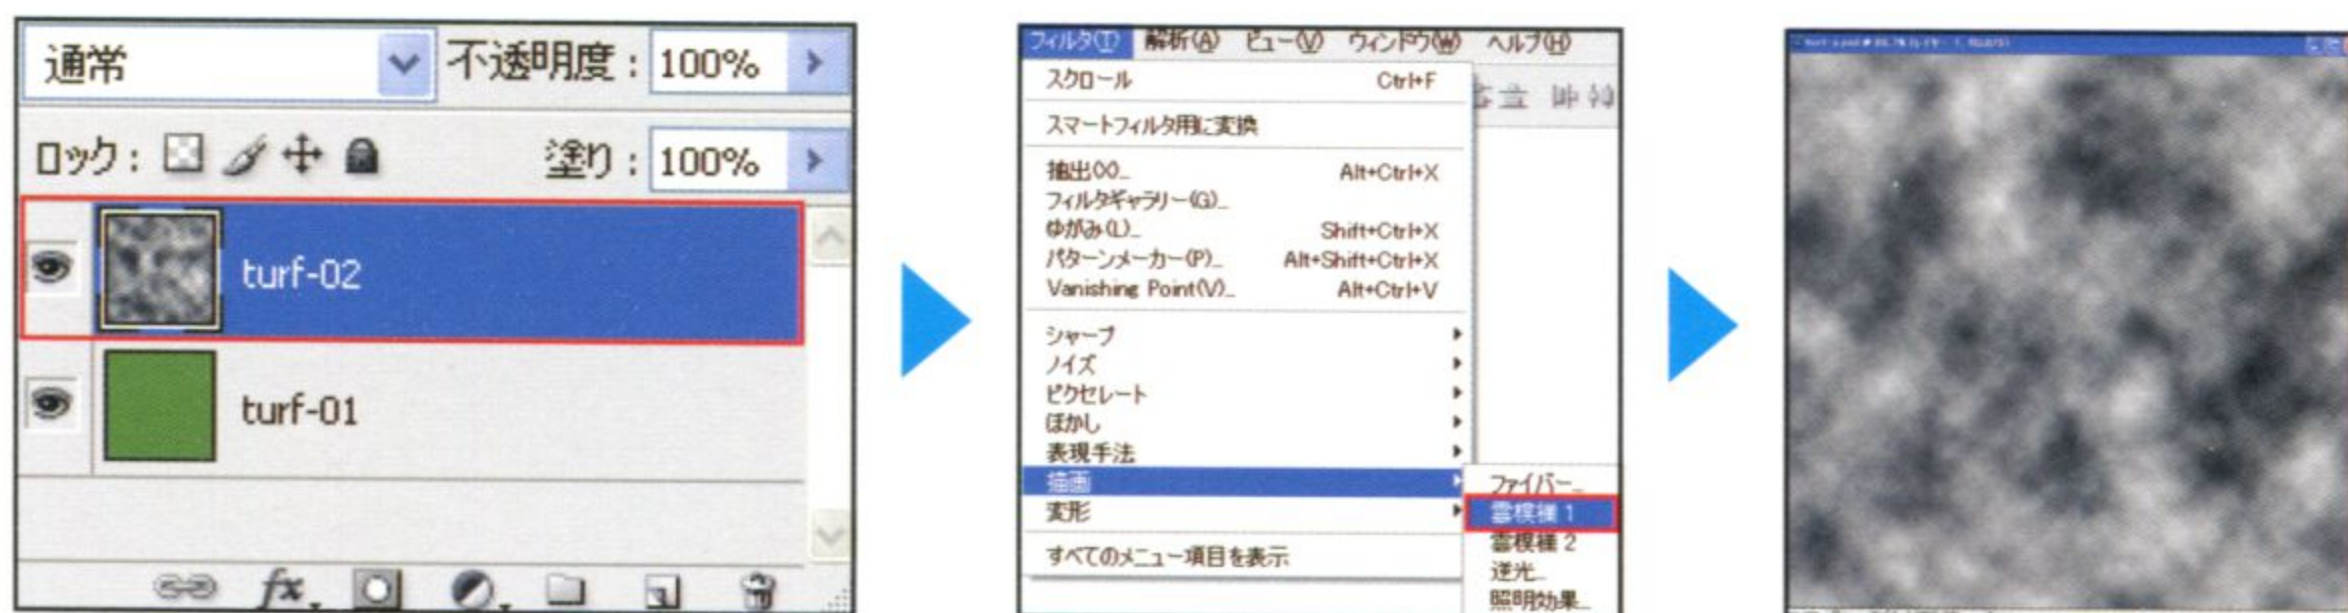 通常 不透明度： 100%
ロック： 塗り： 100%
turf-02
turf-01
fx.
フィルタ(T) 解析(A) ビュー(V) ウィンドウ(W) ヘルプ(H)
スクロール Ctrl+F
スマートフィルタ用に変換
抽出(X)... Alt+Ctrl+X
フィルタギャラリー(G)...
ゆがみ(L)... Shift+Ctrl+X
パターンメーカー(P)... Alt+Shift+Ctrl+X
Vanishing Point(V)... Alt+Ctrl+V
シャープ
ノイズ
ピクセレート
ぼかし
表現手法
描画
変形
すべてのメニュー項目を表示
ファイバー...
雲模様 1
雲模様 2
逆光...
照明効果...